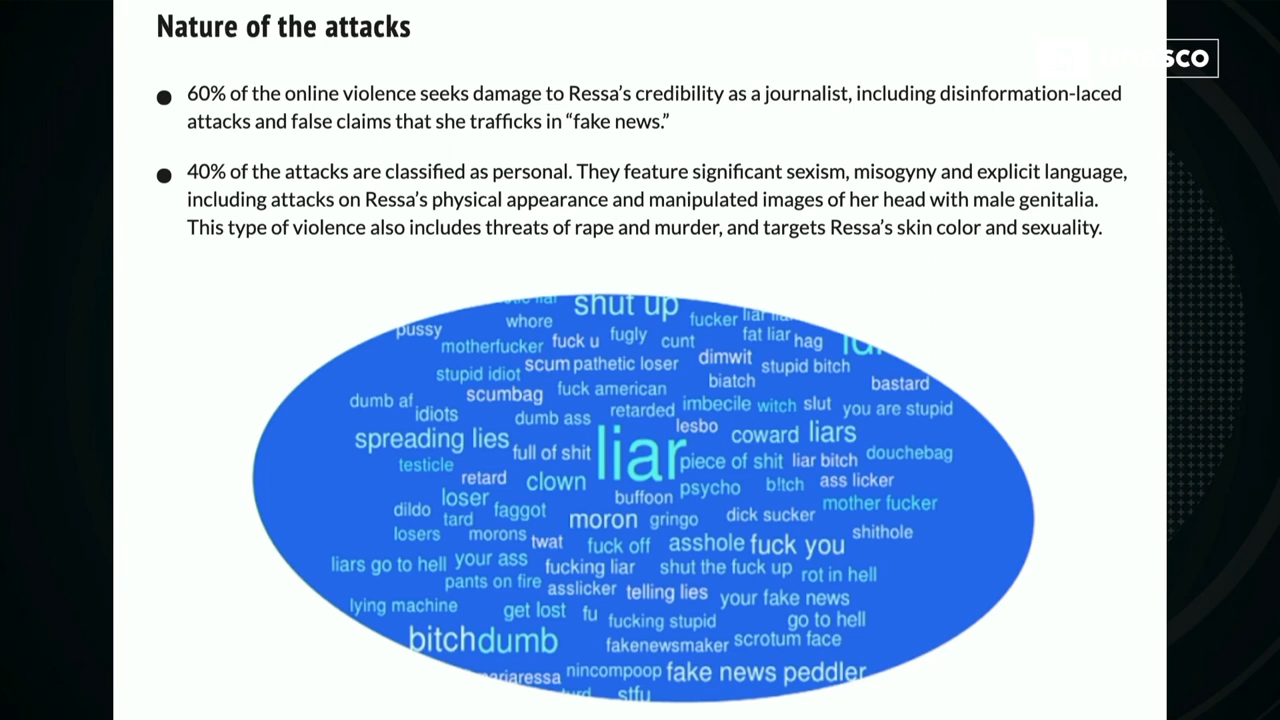 Nature of the attacks
SCO
60% of the online violence seeks damage to Ressa’s credibility as a journalist, including disinformation-laced
attacks and false claims that she trafficks in “fake news.”
40% of the attacks are classified as personal. They feature significant sexism, misogyny and explicit language,
including attacks on Ressa’s physical appearance and manipulated images of her head with male genitalia.
This type of violence also includes threats of rape and murder, and targets Ressa’s skin color and sexuality.
liar shut up
pussy whore fucker liar
motherfucker fuck u fugly cunt fat liar hag
stupid idiot scum pathetic loser dimwit stupid bitch
scumbag fuck american biatch bastard
dumb af idiots dumb ass retarded imbecile witch slut you are stupid
lesbo
spreading lies full of shit liar coward liars
testicle piece of shit liar bitch douchebag
retard clown psycho b!tch ass licker
loser buffoon mother fucker
dildo tard faggot moron gringo dick sucker
losers morons twat fuck off asshole fuck you shithole
liars go to hell your ass fucking liar shut the fuck up rot in hell
pants on fire asslicker telling lies your fake news
lying machine get lost fu fucking stupid go to hell
bitch dumb fakenewsmaker scrotum face
ariaressa nincompoop fake news peddler
stfu